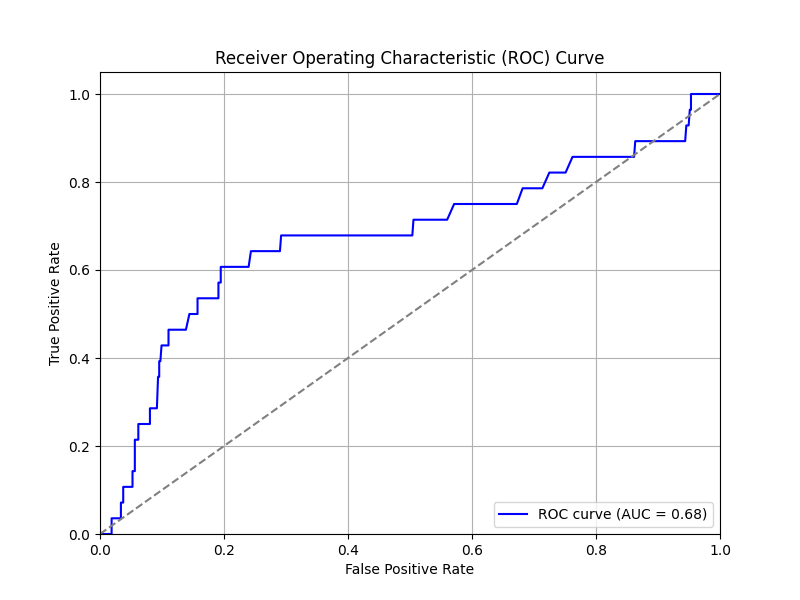 Receiver Operating Characteristic (ROC) Curve
1.0
0.8
0.6
0.4
0.2
0.0
True Positive Rate
ROC curve (AUC = 0.68)
0.0 0.2 0.4 0.6 0.8 1.0
False Positive Rate